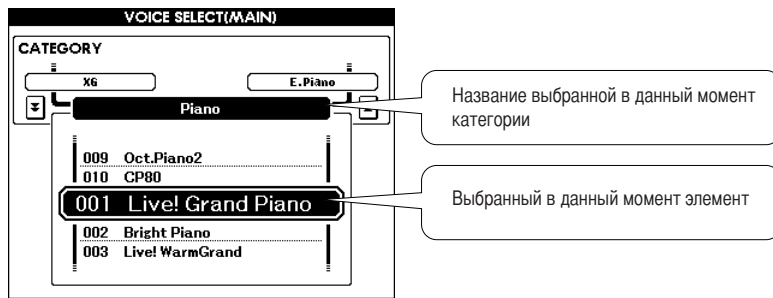 VOICE SELECT(MAIN)
CATEGORY
XG
E.Piano
Piano
009 Oct.Piano2
010 CP80
001 Live! Grand Piano
002 Bright Piano
003 Live! WarmGrand
Название выбранной в данный момент
категории
Выбранный в данный момент элемент